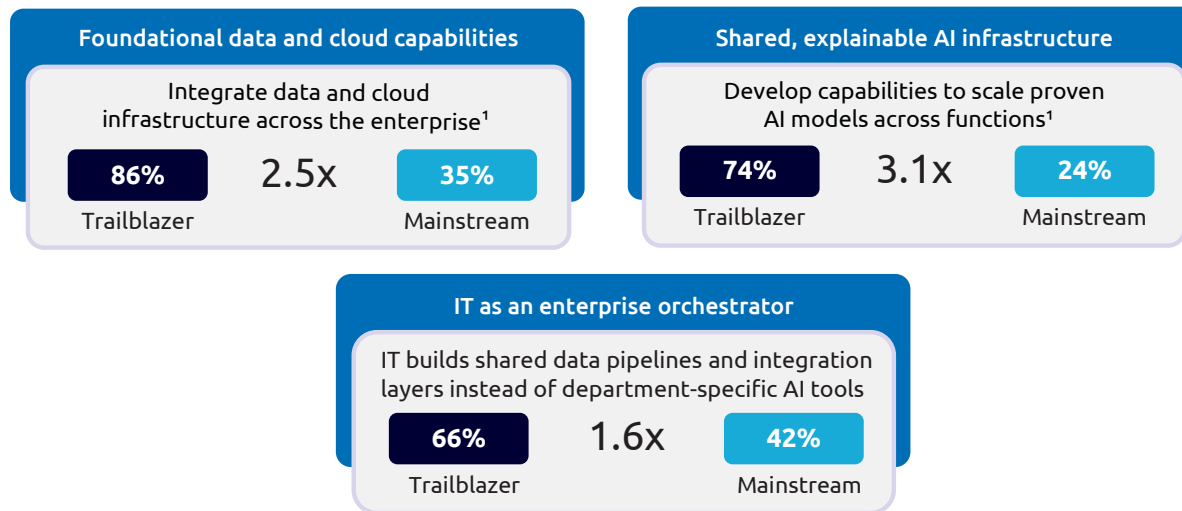 Foundational data and cloud capabilities
Integrate data and cloud
infrastructure across the enterprise¹
86% 2.5x 35%
Trailblazer Mainstream
Shared, explainable AI infrastructure
Develop capabilities to scale proven
AI models across functions¹
74% 3.1x 24%
Trailblazer Mainstream
IT as an enterprise orchestrator
IT builds shared data pipelines and integration
layers instead of department-specific AI tools
66% 1.6x 42%
Trailblazer Mainstream